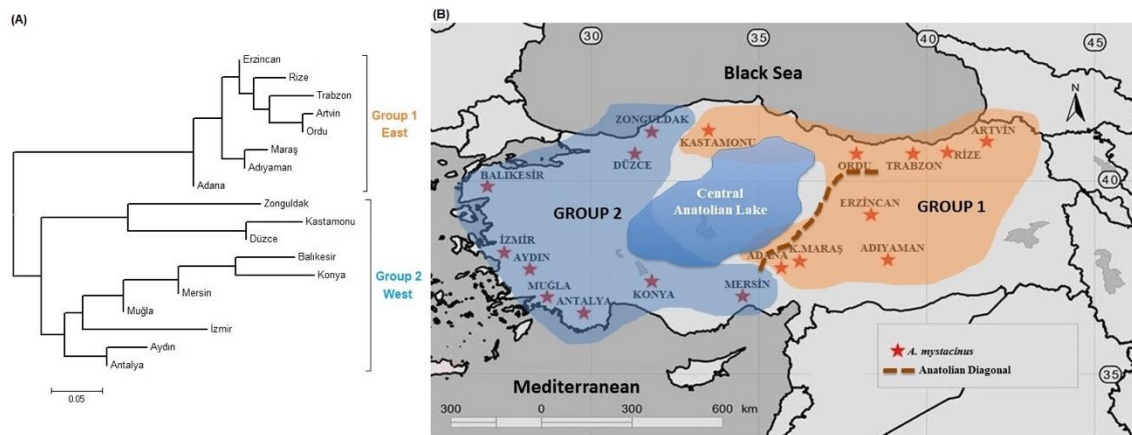 (A)
Erzincan
Rize
Trabzon
Artvin
Ordu
Maraş
Adıyaman
Adana
Group 1
East
Zonguldak
Kastamonu
Düzce
Balıkesir
Konya
Mersin
Muğla
İzmir
Aydın
Antalya
Group 2
West
0.05
(B)
30
35
40
45
Black Sea
N
ZONGULDAK
KASTAMONU
ARTVİN
DÜZCE
ORDU
TRABZON
RİZE
40
BALIKESİR
Central
Anatolian Lake
ERZİNCAN
GROUP 2
GROUP 1
İZMİR
AYDIN
ADANA
K.MARAŞ
ADIYAMAN
MUĞLA
KONYA
MERSİN
ANTALYA
A. mystacinus
Anatolian Diagonal
35
Mediterranean
300 0 300 600 km